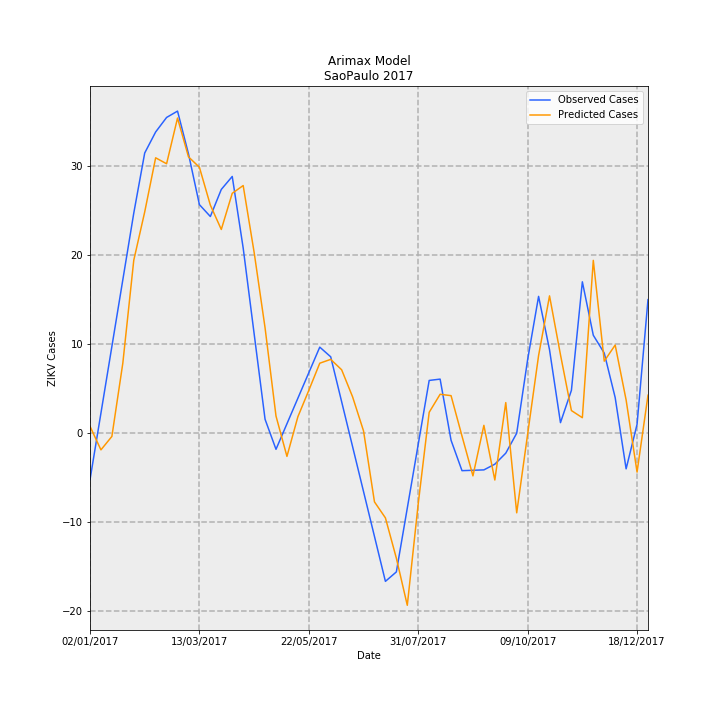 Arimax Model
SaoPaulo 2017
Observed Cases
Predicted Cases
ZIKV Cases
30
20
10
0
−10
−20
02/01/2017 13/03/2017 22/05/2017 31/07/2017 09/10/2017 18/12/2017
Date